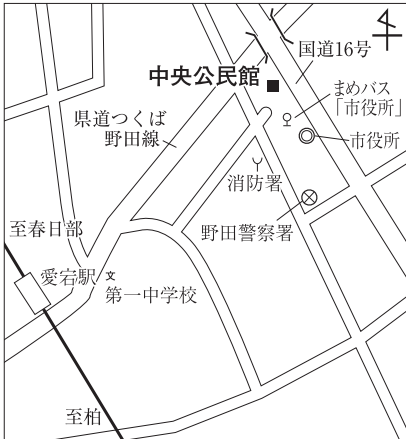 国道16号
中央公民館
まめバス
「市役所」
県道つくば
野田線
市役所
消防署
野田警察署
至春日部
愛宕駅
文
第一中学校
至柏